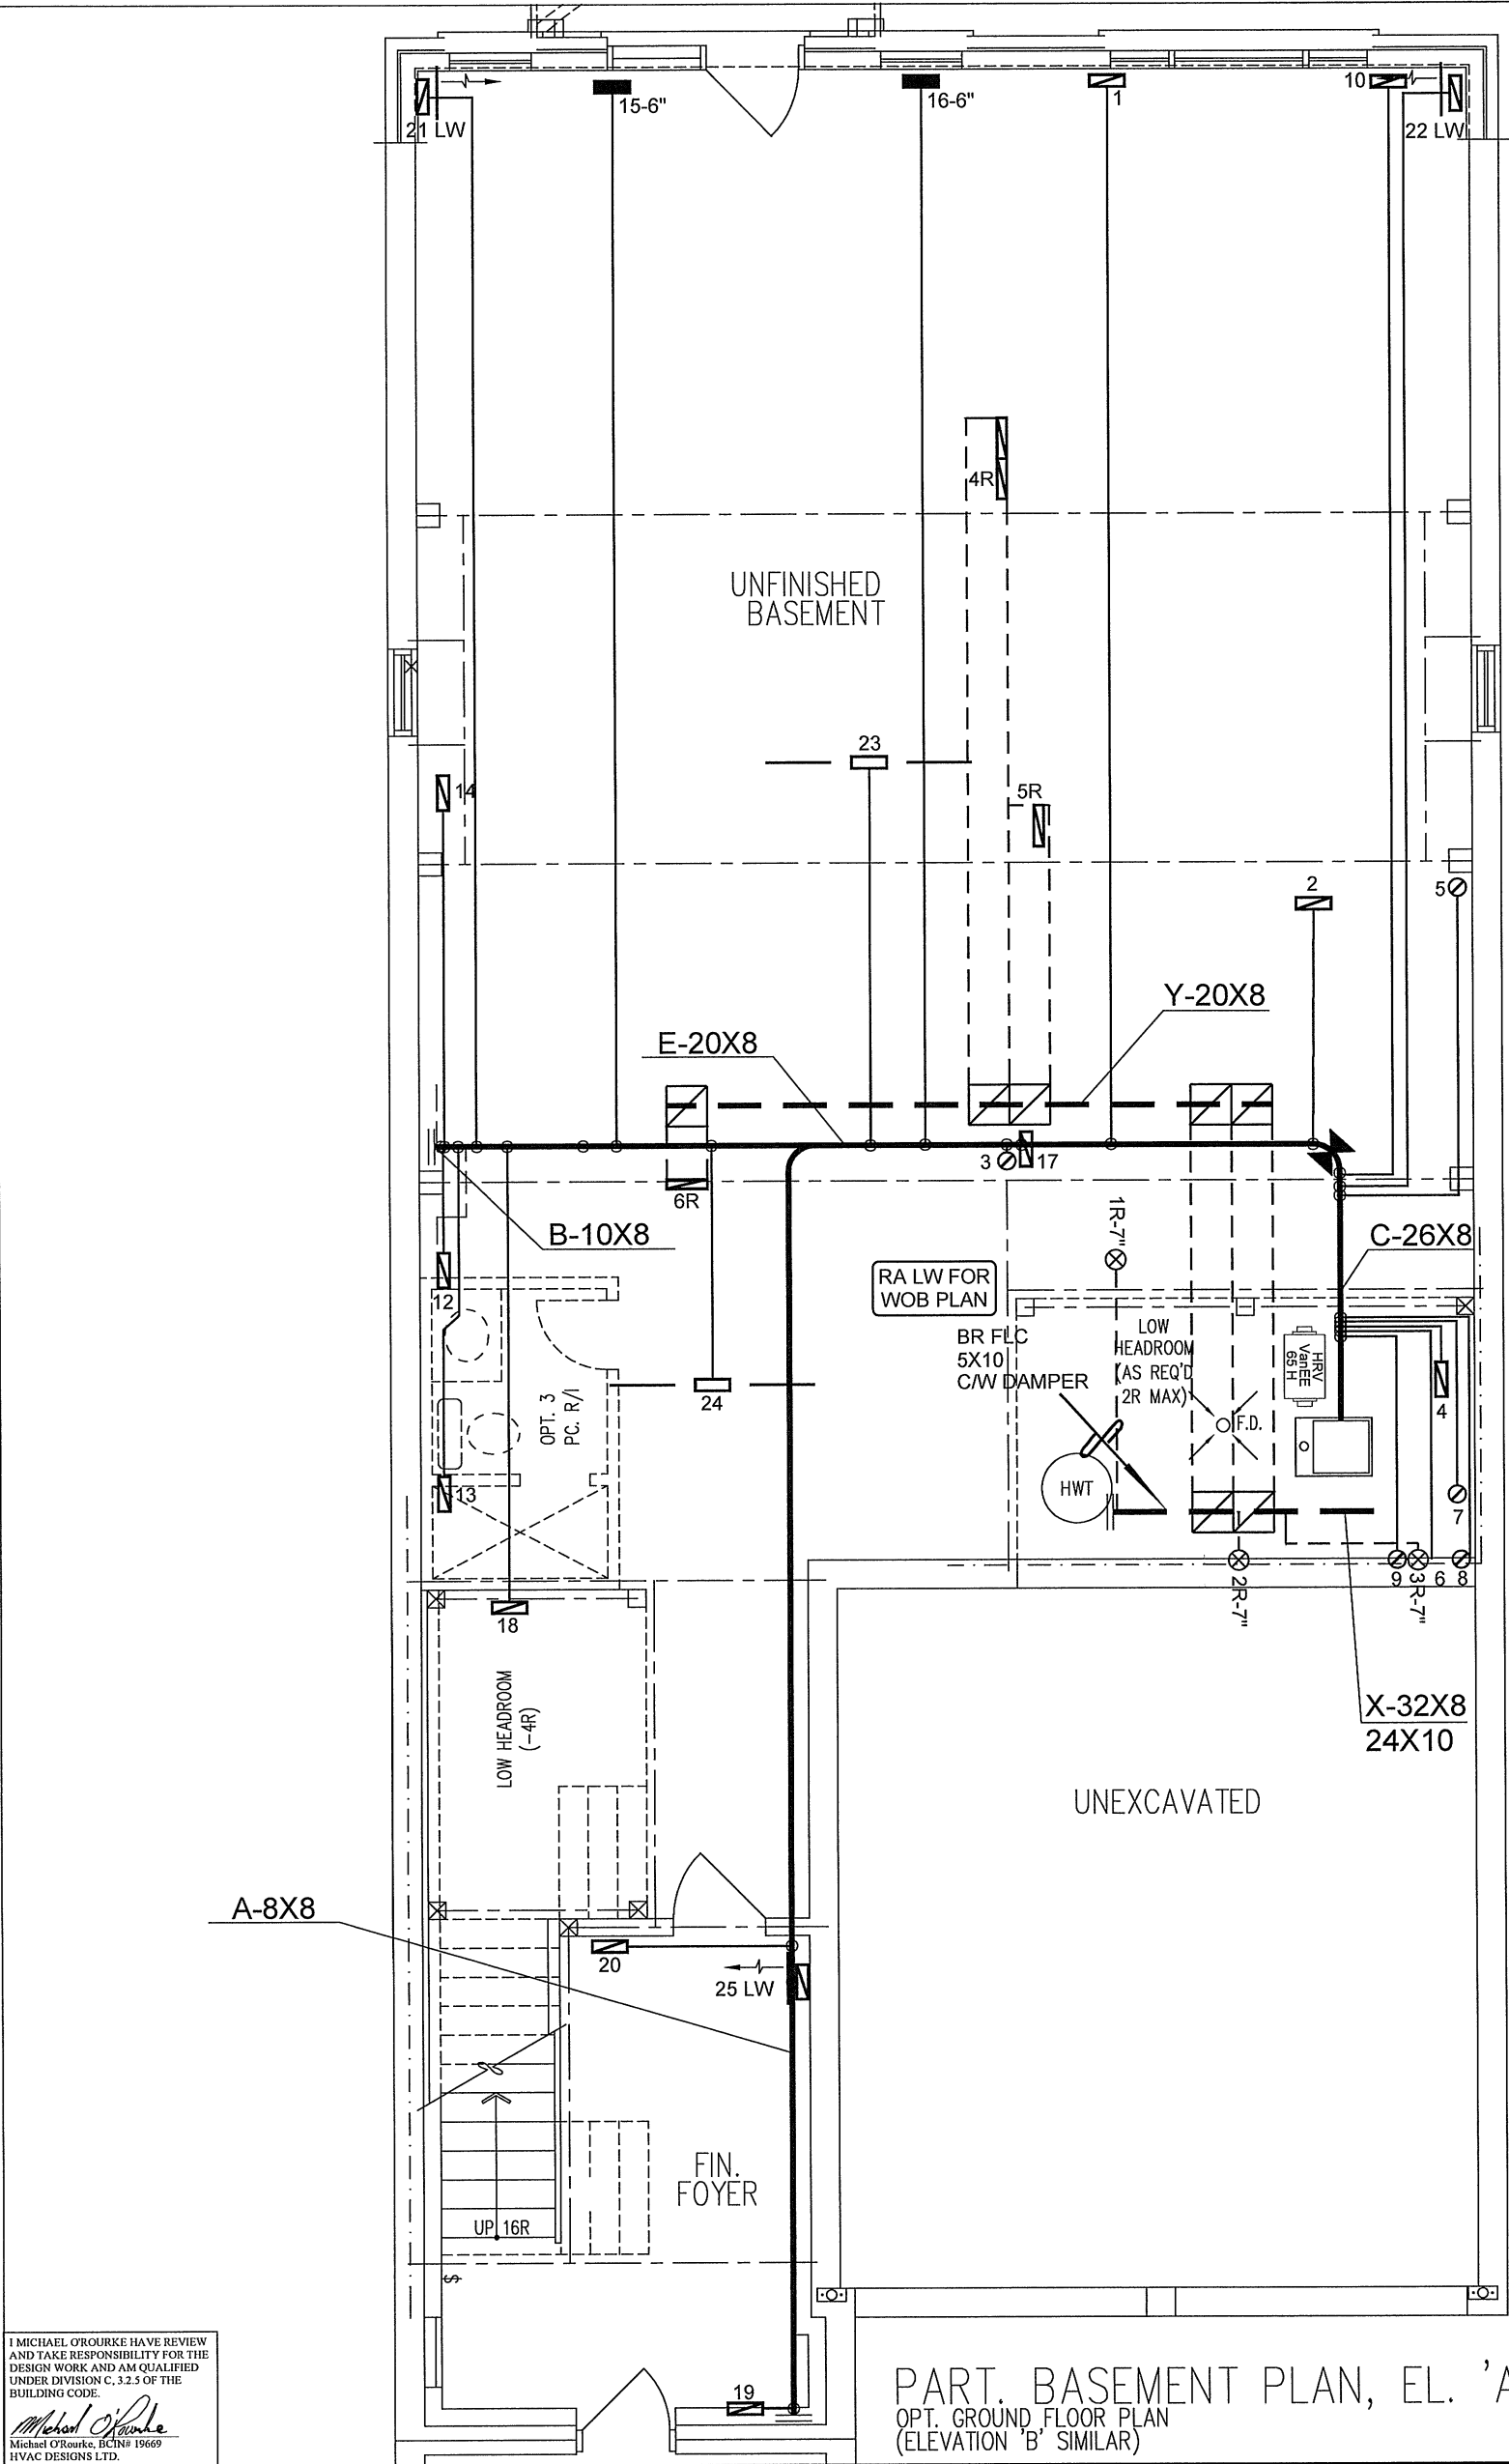 15-6"
16-6"
1
10
21 LW
22 LW
4R
UNFINISHED
BASEMENT
23
14
5R
2
5
Y-20X8
E-20X8
3
17
6R
1R-7"
B-10X8
C-26X8
RA LW FOR
WOB PLAN
12
BR FLC
5X10
C/W DAMPER
LOW
HEADROOM
(AS REQ'D
2R MAX)
HRV
VanEE
65 H
24
4
OPT. 3
PC. R/I
F.D.
HWT
13
7
9
3R-7"
6
8
2R-7"
18
LOW HEADROOM
(-4R)
X-32X8
24X10
UNEXCAVATED
A-8X8
20
25 LW
FIN.
FOYER
UP 16R
S
19
I MICHAEL O'ROURKE HAVE REVIEW
AND TAKE RESPONSIBILITY FOR THE
DESIGN WORK AND AM QUALIFIED
UNDER DIVISION C, 3.2.5 OF THE
BUILDING CODE.
Michael O'Rourke
Michael O'Rourke, BCIN# 19669
HVAC DESIGNS LTD.
PART. BASEMENT PLAN, EL. 'A
OPT. GROUND FLOOR PLAN
(ELEVATION 'B' SIMILAR)